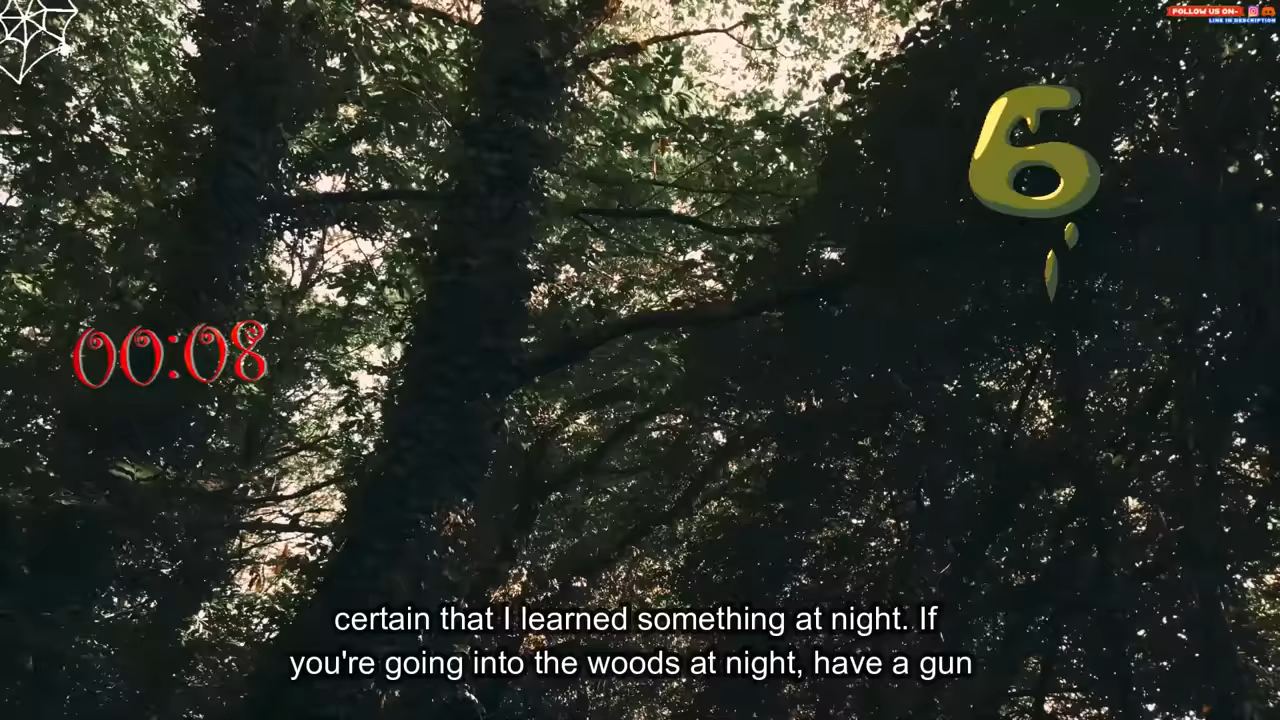 FOLLOW US ON-
LINK IN DESCRIPTION
6
00:08
certain that I learned something at night. If
you're going into the woods at night, have a gun